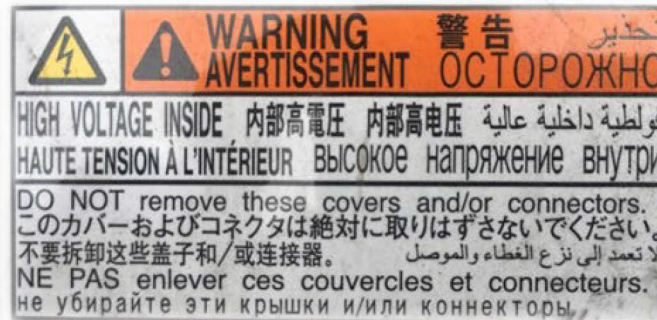 WARNING 警告 تحذير
AVERTISSEMENT ОСТОРОЖНО
HIGH VOLTAGE INSIDE 内部高電圧 内部高电压 فولطية داخلية عالية
HAUTE TENSION À L'INTÉRIEUR ВЫСОКОЕ напряжение внутри
DO NOT remove these covers and/or connectors.
このカバーおよびコネクタは絶対に取りはずさないでください。
不要拆卸这些盖子和/或连接器。 لا تعمد إلى نزع الغطاء والموصل
NE PAS enlever ces couvercles et connecteurs.
не убирайте эти крышки и/или коннекторы